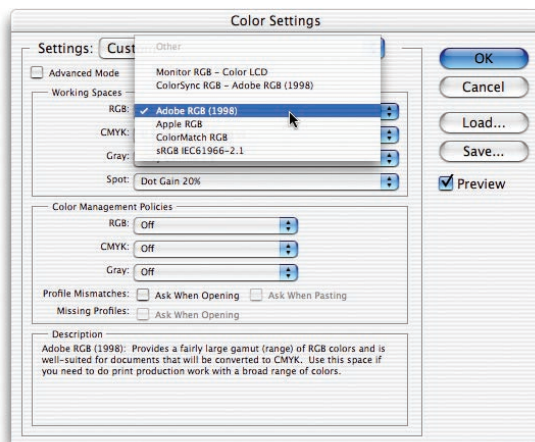 Color Settings
Settings: Cust
Other
OK
Advanced Mode
Monitor RGB – Color LCD
ColorSync RGB – Adobe RGB (1998)
Cancel
Working Spaces
RGB: ✓ Adobe RGB (1998)
Apple RGB
Load...
CMYK:
ColorMatch RGB
Gray:
sRGB IEC61966-2.1
Save...
Spot: Dot Gain 20%
Preview
Color Management Policies
RGB: Off
CMYK: Off
Gray: Off
Profile Mismatches: Ask When Opening Ask When Pasting
Missing Profiles: Ask When Opening
Description
Adobe RGB (1998): Provides a fairly large gamut (range) of RGB colors and is
well-suited for documents that will be converted to CMYK. Use this space if
you need to do print production work with a broad range of colors.